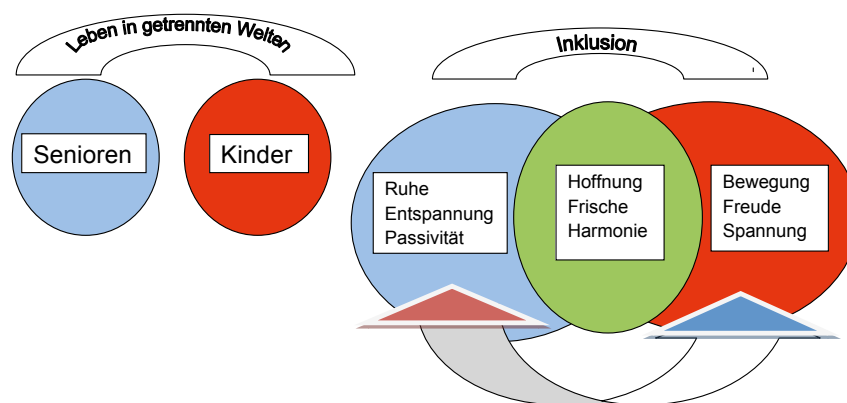 Leben in getrennten Welten
Inklusion
Senioren
Kinder
Ruhe
Entspannung
Passivität
Hoffnung
Frische
Harmonie
Bewegung
Freude
Spannung